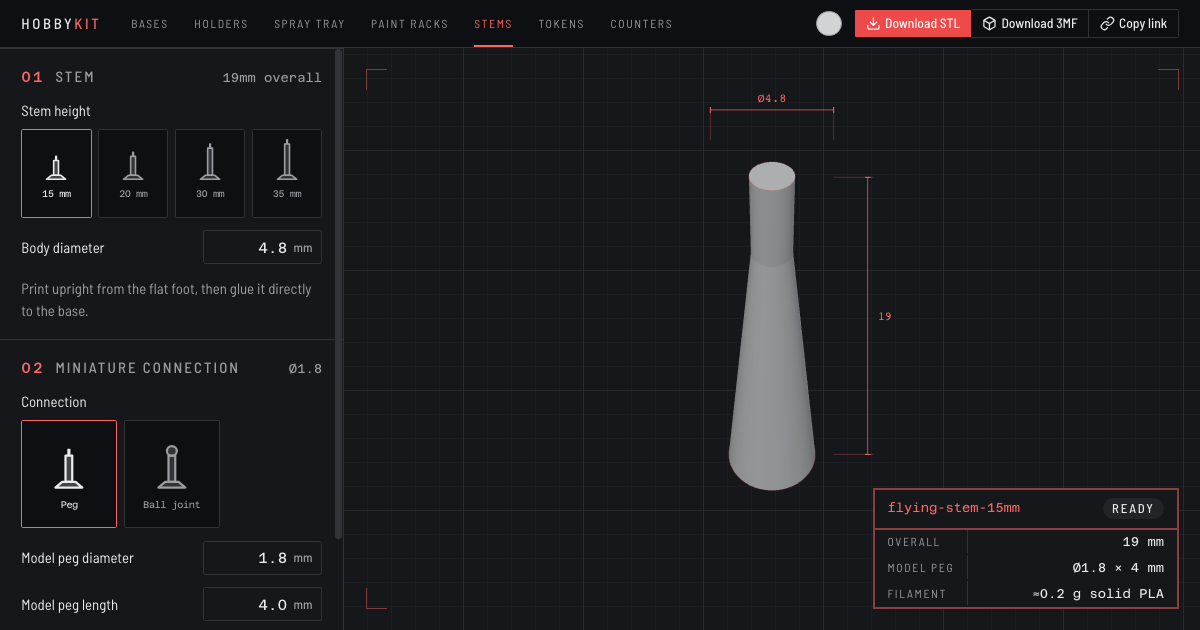 HOBBYKIT BASES HOLDERS SPRAY TRAY PAINT RACKS STEMS TOKENS COUNTERS Download STL Download 3MF Copy link
01 STEM 19mm overall
Stem height
15 mm 20 mm 30 mm 35 mm
Body diameter 4.8 mm
Print upright from the flat foot, then glue it directly
to the base.
02 MINIATURE CONNECTION Ø1.8
Connection
Peg Ball joint
Model peg diameter 1.8 mm
Model peg length 4.0 mm
Ø4.8
19
flying-stem-15mm READY
OVERALL 19 mm
MODEL PEG Ø1.8 × 4 mm
FILAMENT ≈0.2 g solid PLA